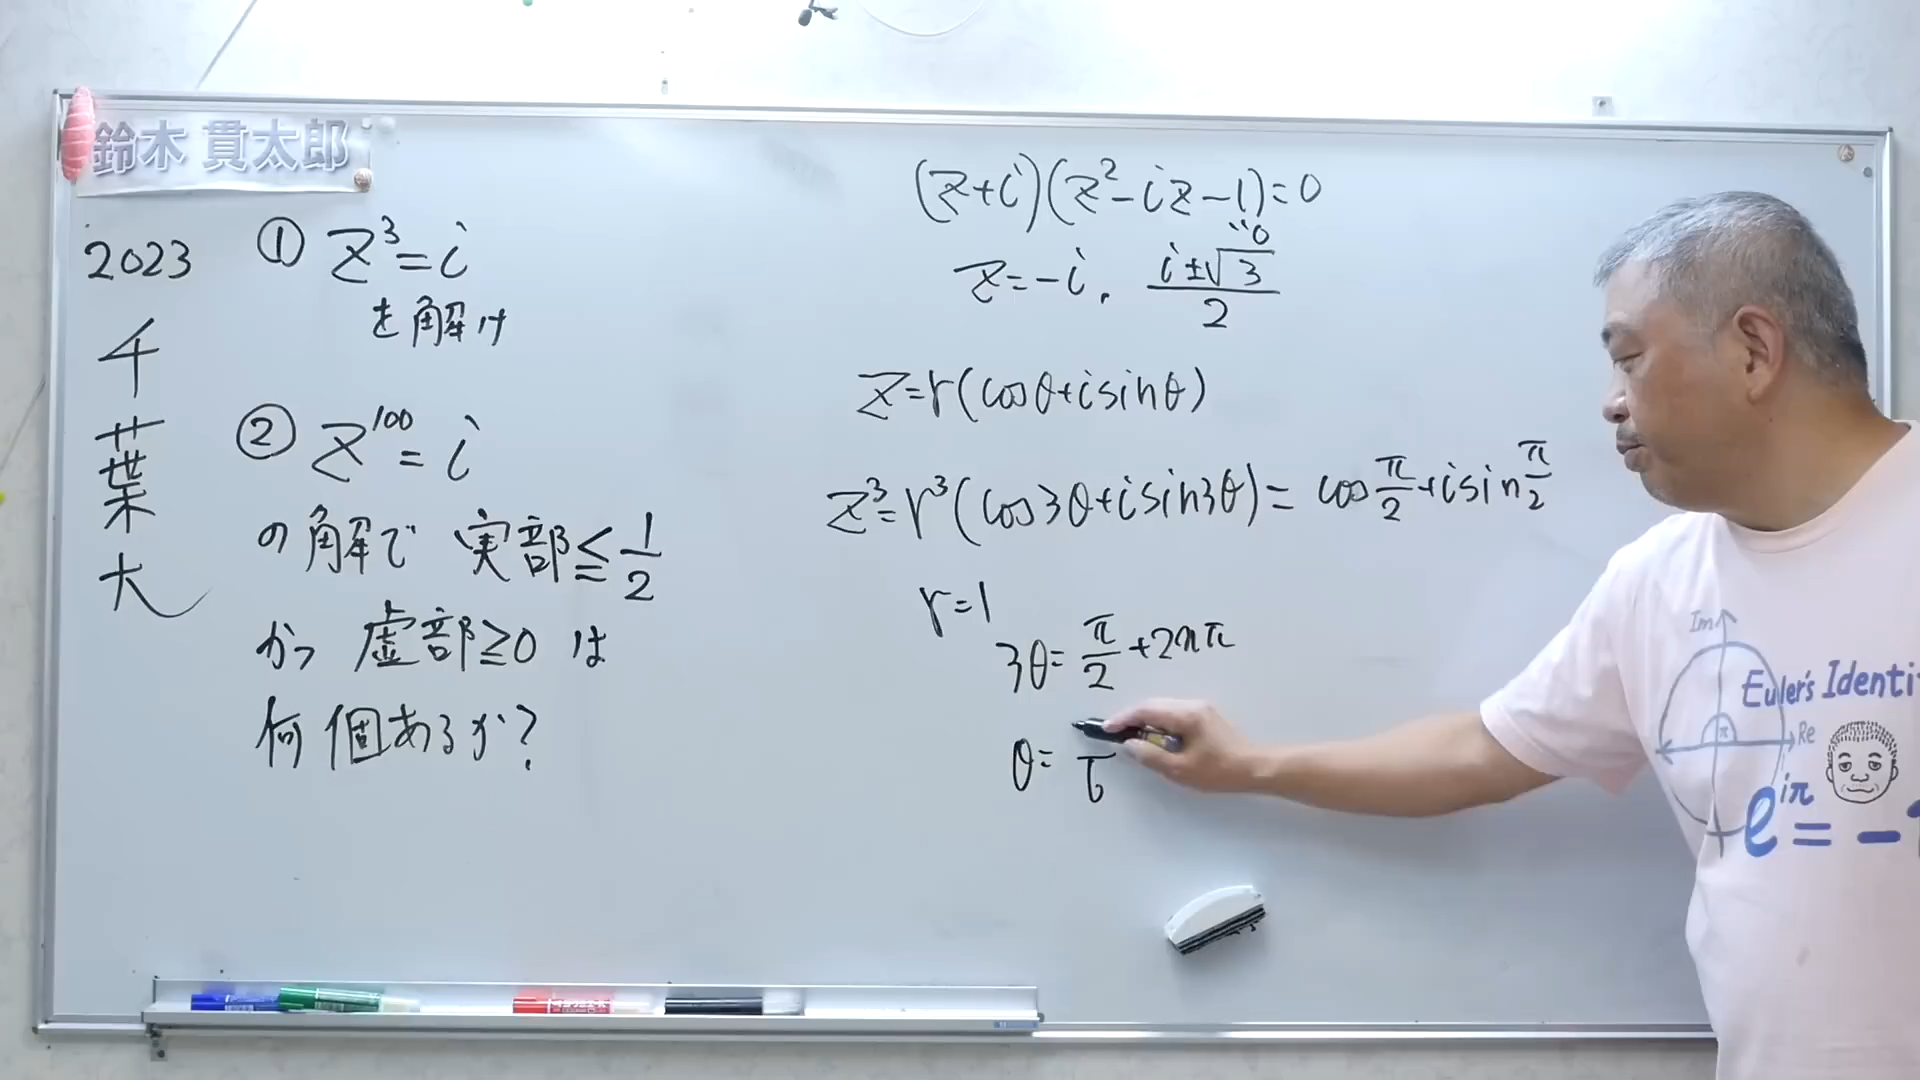 鈴木 貫太郎
2023
千葉大
① z³=i
を解け
② z¹⁰⁰=i
の解で 実部≦1/2
かつ 虚部≧0 は
何個あるか?
(z+i)(z²-iz-1)=0
"0
z=-i, (i±√3)/2
z=r(cosθ+isinθ)
z³=r³(cos3θ+isin3θ)=cos π/2+isin π/2
r=1
3θ=π/2+2nπ
θ= 6
Im
Euler's Identi
π
Re
e^iπ=-1